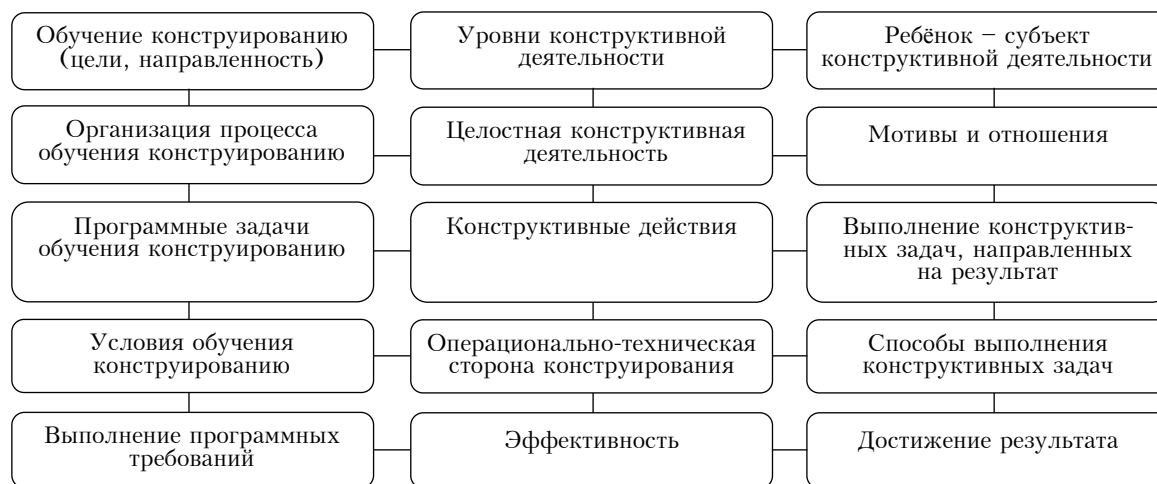 Обучение конструированию
(цели, направленность)
Уровни конструктивной
деятельности
Ребёнок – субъект
конструктивной деятельности
Организация процесса
обучения конструированию
Целостная конструктивная
деятельность
Мотивы и отношения
Программные задачи
обучения конструированию
Конструктивные действия
Выполнение конструктив-
ных задач, направленных
на результат
Условия обучения
конструированию
Операционально-техническая
сторона конструирования
Способы выполнения
конструктивных задач
Выполнение программных
требований
Эффективность
Достижение результата